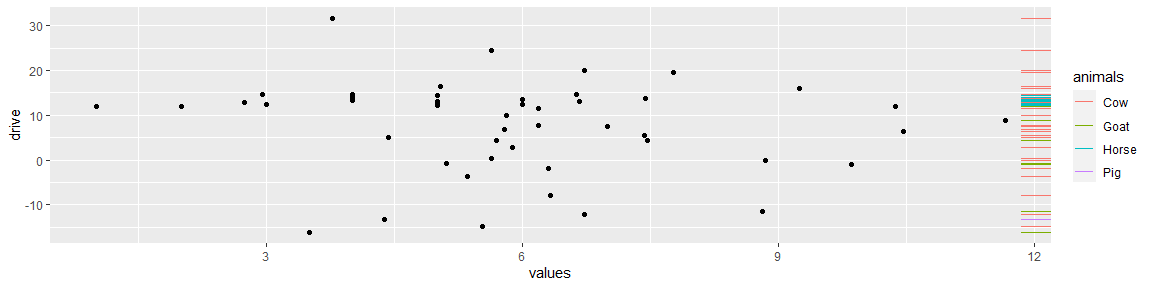 30
20
10
0
-10
drive
3
6
9
12
values
animals
Cow
Goat
Horse
Pig